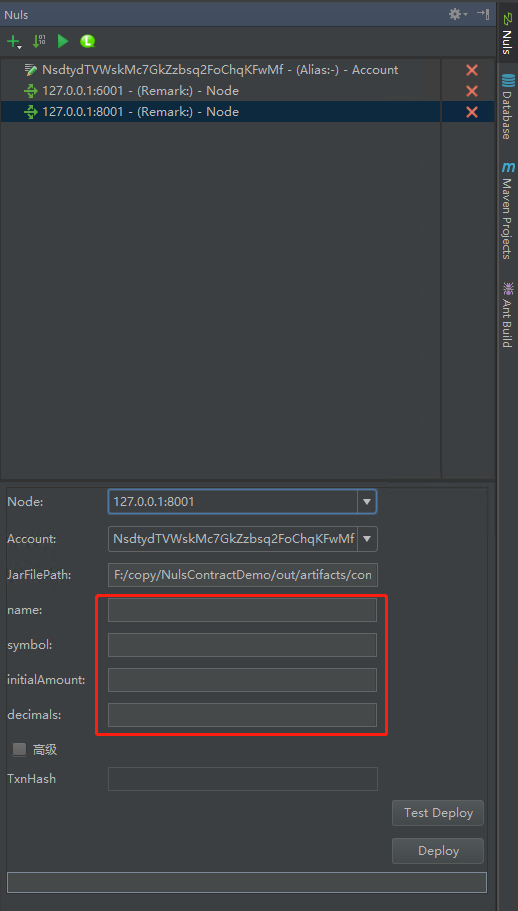 Nuls
NsdtydTVWskMc7GkZzbsq2FoChqKFwMf - (Alias:-) - Account
127.0.0.1:6001 - (Remark:) - Node
127.0.0.1:8001 - (Remark:) - Node
Nuls
Database
Maven Projects
Ant Build
Node:
127.0.0.1:8001
Account:
NsdtydTVWskMc7GkZzbsq2FoChqKFwMf
JarFilePath:
F:/copy/NulsContractDemo/out/artifacts/con
name:
symbol:
initialAmount:
decimals:
高级
TxnHash
Test Deploy
Deploy